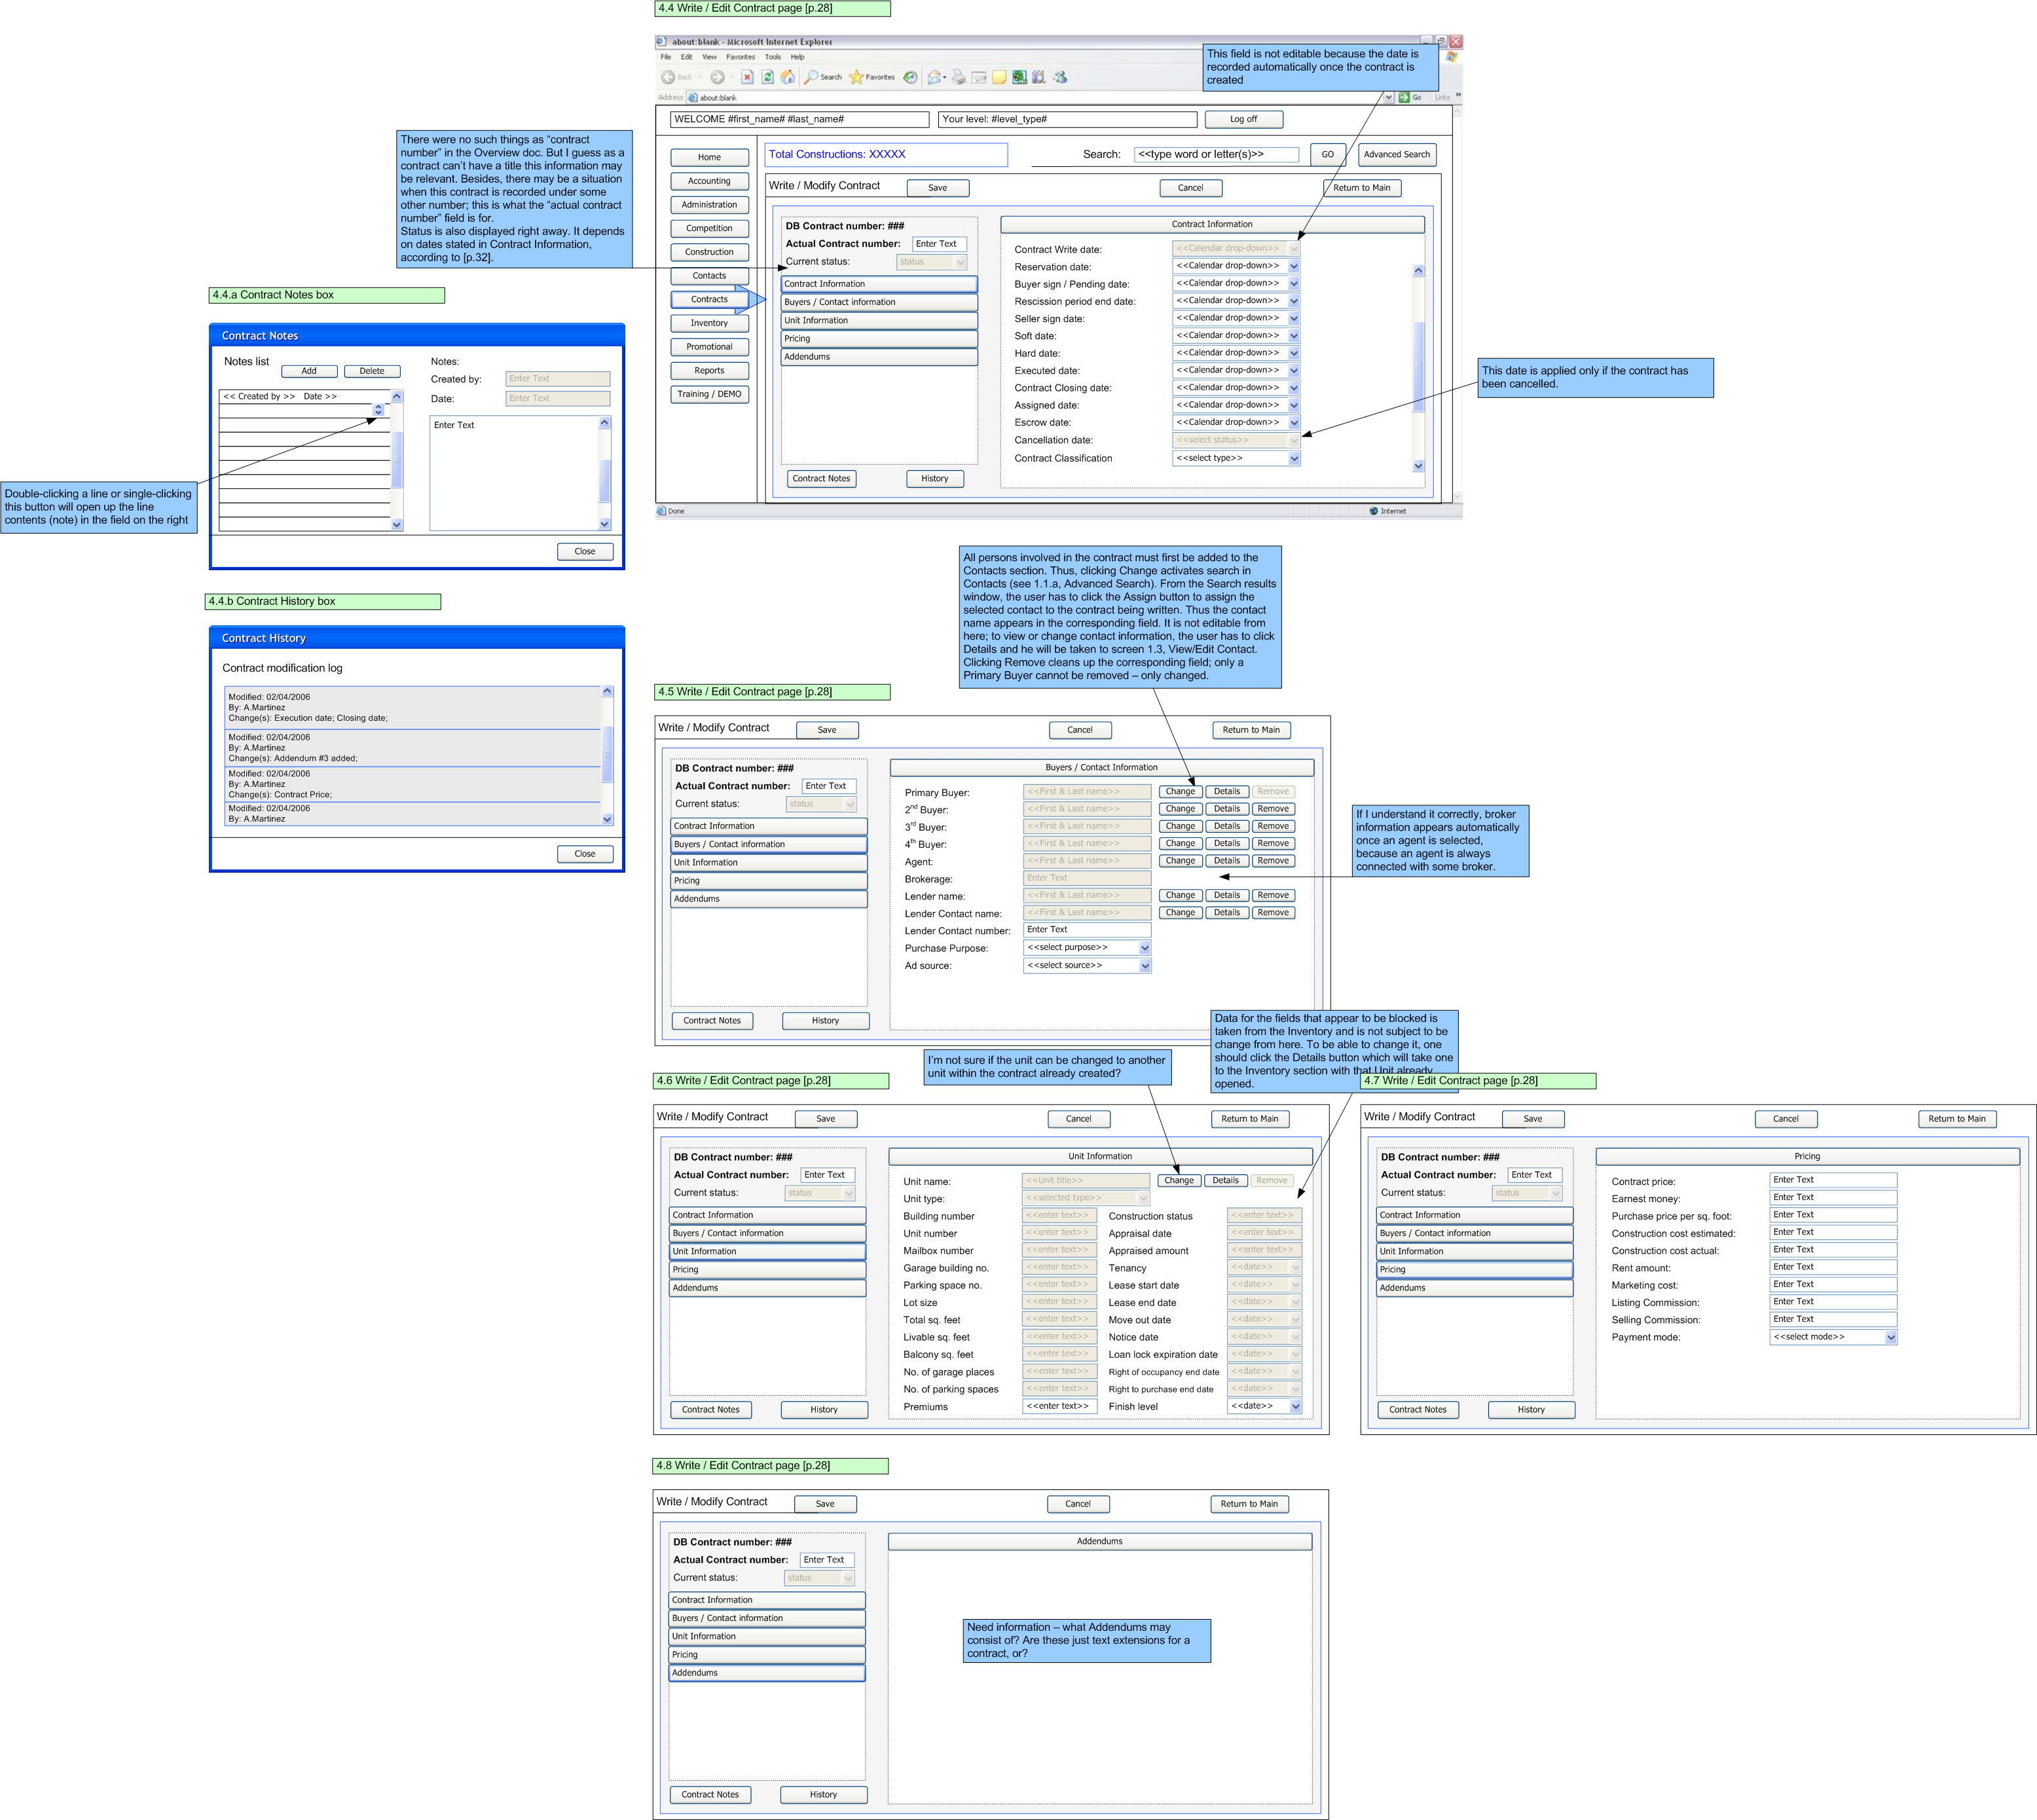 4.4 Write / Edit Contract page [p.28]
about:blank - Microsoft Internet Explorer
File Edit View Favorites Tools Help
Back Search Favorites
Address about:blank Go Links »
This field is not editable because the date is
recorded automatically once the contract is
created
WELCOME #first_name# #last_name# Your level: #level_type# Log off
Total Constructions: XXXXX Search: <<type word or letter(s)>> GO Advanced Search
Home
Accounting
Administration
Competition
Construction
Contacts
Contracts
Inventory
Promotional
Reports
Training / DEMO
Write / Modify Contract Save Cancel Return to Main
DB Contract number: ###
Actual Contract number: Enter Text
Current status: status
Contract Information
Buyers / Contact information
Unit Information
Pricing
Addendums
Contract Notes History
Contract Information
Contract Write date: <<Calendar drop-down>>
Reservation date: <<Calendar drop-down>>
Buyer sign / Pending date: <<Calendar drop-down>>
Rescission period end date: <<Calendar drop-down>>
Seller sign date: <<Calendar drop-down>>
Soft date: <<Calendar drop-down>>
Hard date: <<Calendar drop-down>>
Executed date: <<Calendar drop-down>>
Contract Closing date: <<Calendar drop-down>>
Assigned date: <<Calendar drop-down>>
Escrow date: <<Calendar drop-down>>
Cancellation date: <<select status>>
Contract Classification <<select type>>
Done Internet
There were no such things as “contract
number” in the Overview doc. But I guess as a
contract can’t have a title this information may
be relevant. Besides, there may be a situation
when this contract is recorded under some
other number; this is what the “actual contract
number” field is for.
Status is also displayed right away. It depends
on dates stated in Contract Information,
according to [p.32].
This date is applied only if the contract has
been cancelled.
4.4.a Contract Notes box
Contract Notes
Notes list Add Delete
<< Created by >> Date >>
Notes:
Created by: Enter Text
Date: Enter Text
Enter Text
Close
Double-clicking a line or single-clicking
this button will open up the line
contents (note) in the field on the right
4.4.b Contract History box
Contract History
Contract modification log
Modified: 02/04/2006
By: A.Martinez
Change(s): Execution date; Closing date;
Modified: 02/04/2006
By: A.Martinez
Change(s): Addendum #3 added;
Modified: 02/04/2006
By: A.Martinez
Change(s): Contract Price;
Modified: 02/04/2006
By: A.Martinez
Close
All persons involved in the contract must first be added to the
Contacts section. Thus, clicking Change activates search in
Contacts (see 1.1.a, Advanced Search). From the Search results
window, the user has to click the Assign button to assign the
selected contact to the contract being written. Thus the contact
name appears in the corresponding field. It is not editable from
here; to view or change contact information, the user has to click
Details and he will be taken to screen 1.3, View/Edit Contact.
Clicking Remove cleans up the corresponding field; only a
Primary Buyer cannot be removed – only changed.
4.5 Write / Edit Contract page [p.28]
Write / Modify Contract Save Cancel Return to Main
DB Contract number: ###
Actual Contract number: Enter Text
Current status: status
Contract Information
Buyers / Contact information
Unit Information
Pricing
Addendums
Contract Notes History
Buyers / Contact Information
Primary Buyer: <<First & Last name>> Change Details Remove
2nd Buyer: <<First & Last name>> Change Details Remove
3rd Buyer: <<First & Last name>> Change Details Remove
4th Buyer: <<First & Last name>> Change Details Remove
Agent: <<First & Last name>> Change Details Remove
Brokerage: Enter Text
Lender name: <<First & Last name>> Change Details Remove
Lender Contact name: <<First & Last name>> Change Details Remove
Lender Contact number: Enter Text
Purchase Purpose: <<select purpose>>
Ad source: <<select source>>
If I understand it correctly, broker
information appears automatically
once an agent is selected,
because an agent is always
connected with some broker.
Data for the fields that appear to be blocked is
taken from the Inventory and is not subject to be
change from here. To be able to change it, one
should click the Details button which will take one
to the Inventory section with that Unit already
opened.
I’m not sure if the unit can be changed to another
unit within the contract already created?
4.6 Write / Edit Contract page [p.28]
Write / Modify Contract Save Cancel Return to Main
DB Contract number: ###
Actual Contract number: Enter Text
Current status: status
Contract Information
Buyers / Contact information
Unit Information
Pricing
Addendums
Contract Notes History
Unit Information
Unit name: <<Unit title>> Change Details Remove
Unit type: <<selected type>>
Building number <<enter text>> Construction status <<enter text>>
Unit number <<enter text>> Appraisal date <<enter text>>
Mailbox number <<enter text>> Appraised amount <<enter text>>
Garage building no. <<enter text>> Tenancy <<date>>
Parking space no. <<enter text>> Lease start date <<date>>
Lot size <<enter text>> Lease end date <<date>>
Total sq. feet <<enter text>> Move out date <<date>>
Livable sq. feet <<enter text>> Notice date <<date>>
Balcony sq. feet <<enter text>> Loan lock expiration date <<date>>
No. of garage places <<enter text>> Right of occupancy end date <<date>>
No. of parking spaces <<enter text>> Right to purchase end date <<date>>
Premiums <<enter text>> Finish level <<date>>
4.7 Write / Edit Contract page [p.28]
Write / Modify Contract Save Cancel Return to Main
DB Contract number: ###
Actual Contract number: Enter Text
Current status: status
Contract Information
Buyers / Contact information
Unit Information
Pricing
Addendums
Contract Notes History
Pricing
Contract price: Enter Text
Earnest money: Enter Text
Purchase price per sq. foot: Enter Text
Construction cost estimated: Enter Text
Construction cost actual: Enter Text
Rent amount: Enter Text
Marketing cost: Enter Text
Listing Commission: Enter Text
Selling Commission: Enter Text
Payment mode: <<select mode>>
4.8 Write / Edit Contract page [p.28]
Write / Modify Contract Save Cancel Return to Main
DB Contract number: ###
Actual Contract number: Enter Text
Current status: status
Contract Information
Buyers / Contact information
Unit Information
Pricing
Addendums
Contract Notes History
Addendums
Need information – what Addendums may
consist of? Are these just text extensions for a
contract, or?